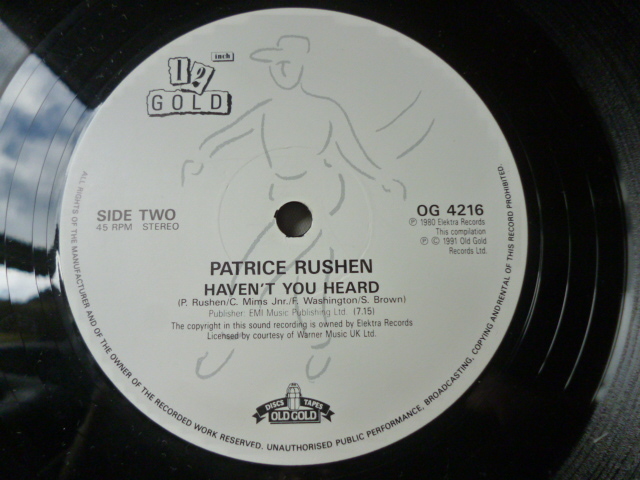 12 inch
GOLD
SIDE TWO
45 RPM STEREO
OG 4216
℗ 1980 Elektra Records
This compilation
℗ © 1991 Old Gold
Records Ltd.
PATRICE RUSHEN
HAVEN'T YOU HEARD
(P. Rushen/C. Mims Jnr./F. Washington/S. Brown)
Publisher: EMI Music Publishing Ltd. (7.15)
The copyright in this sound recording is owned by Elektra Records
Licensed by courtesy of Warner Music UK Ltd.
DISCS TAPES
OLD GOLD
ALL RIGHTS OF THE MANUFACTURER AND OF THE OWNER OF THE RECORDED WORK RESERVED. UNAUTHORISED PUBLIC PERFORMANCE, BROADCASTING, COPYING AND RENTAL OF THIS RECORD PROHIBITED.